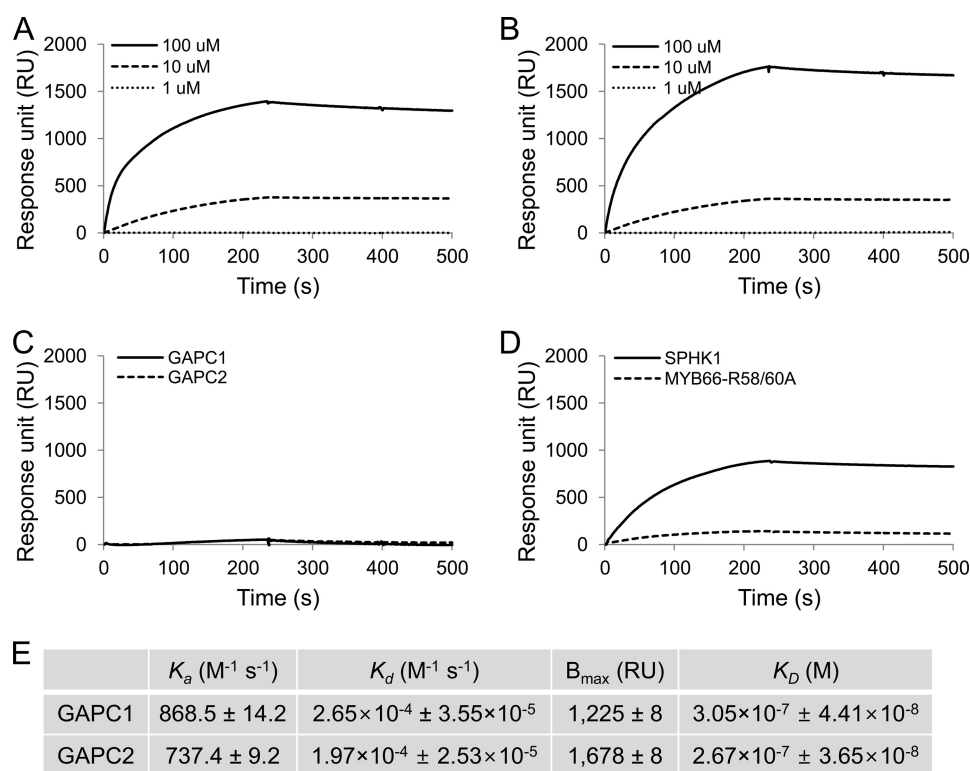 A
2000
1500
1000
500
0
Response unit (RU)
100 uM
10 uM
1 uM
0 100 200 300 400 500
Time (s)
B
2000
1500
1000
500
0
Response unit (RU)
100 uM
10 uM
1 uM
0 100 200 300 400 500
Time (s)
C
2000
1500
1000
500
0
Response unit (RU)
GAPC1
GAPC2
0 100 200 300 400 500
Time (s)
D
2000
1500
1000
500
0
Response unit (RU)
SPHK1
MYB66-R58/60A
0 100 200 300 400 500
Time (s)
E
Kₐ (M⁻¹ s⁻¹) K_d (M⁻¹ s⁻¹) Bₘₐₓ (RU) K_D (M)
GAPC1 868.5 ± 14.2 2.65×10⁻⁴ ± 3.55×10⁻⁵ 1,225 ± 8 3.05×10⁻⁷ ± 4.41×10⁻⁸
GAPC2 737.4 ± 9.2 1.97×10⁻⁴ ± 2.53×10⁻⁵ 1,678 ± 8 2.67×10⁻⁷ ± 3.65×10⁻⁸